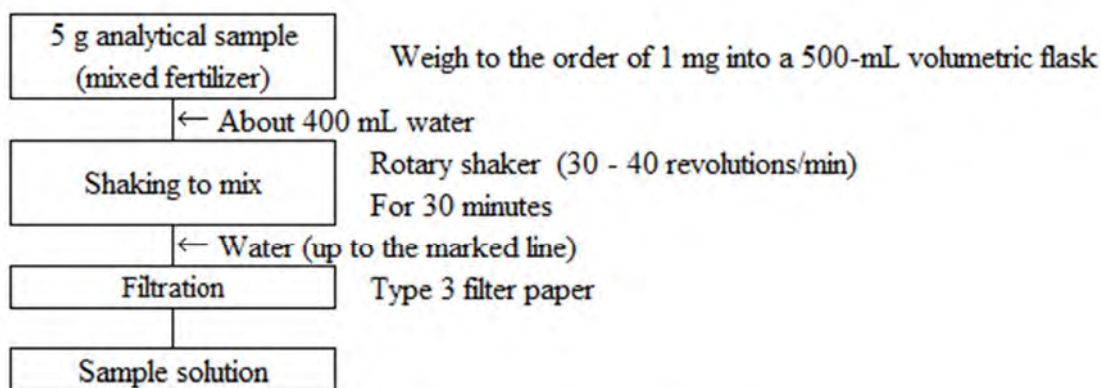 5 g analytical sample
(mixed fertilizer)
Weigh to the order of 1 mg into a 500-mL volumetric flask
← About 400 mL water
Shaking to mix
Rotary shaker (30 - 40 revolutions/min)
For 30 minutes
← Water (up to the marked line)
Filtration
Type 3 filter paper
Sample solution